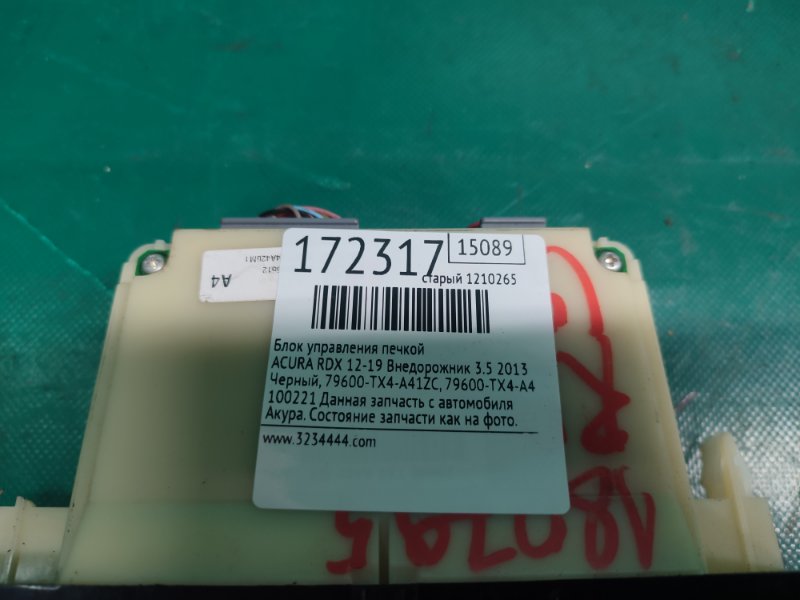 172317
15089
старый 1210265
Блок управления печкой
ACURA RDX 12-19 Внедорожник 3.5 2013
Черный, 79600-TX4-A41ZC, 79600-TX4-A4
100221 Данная запчасть с автомобиля
Акура. Состояние запчасти как на фото.
www.3234444.com
A4
180795